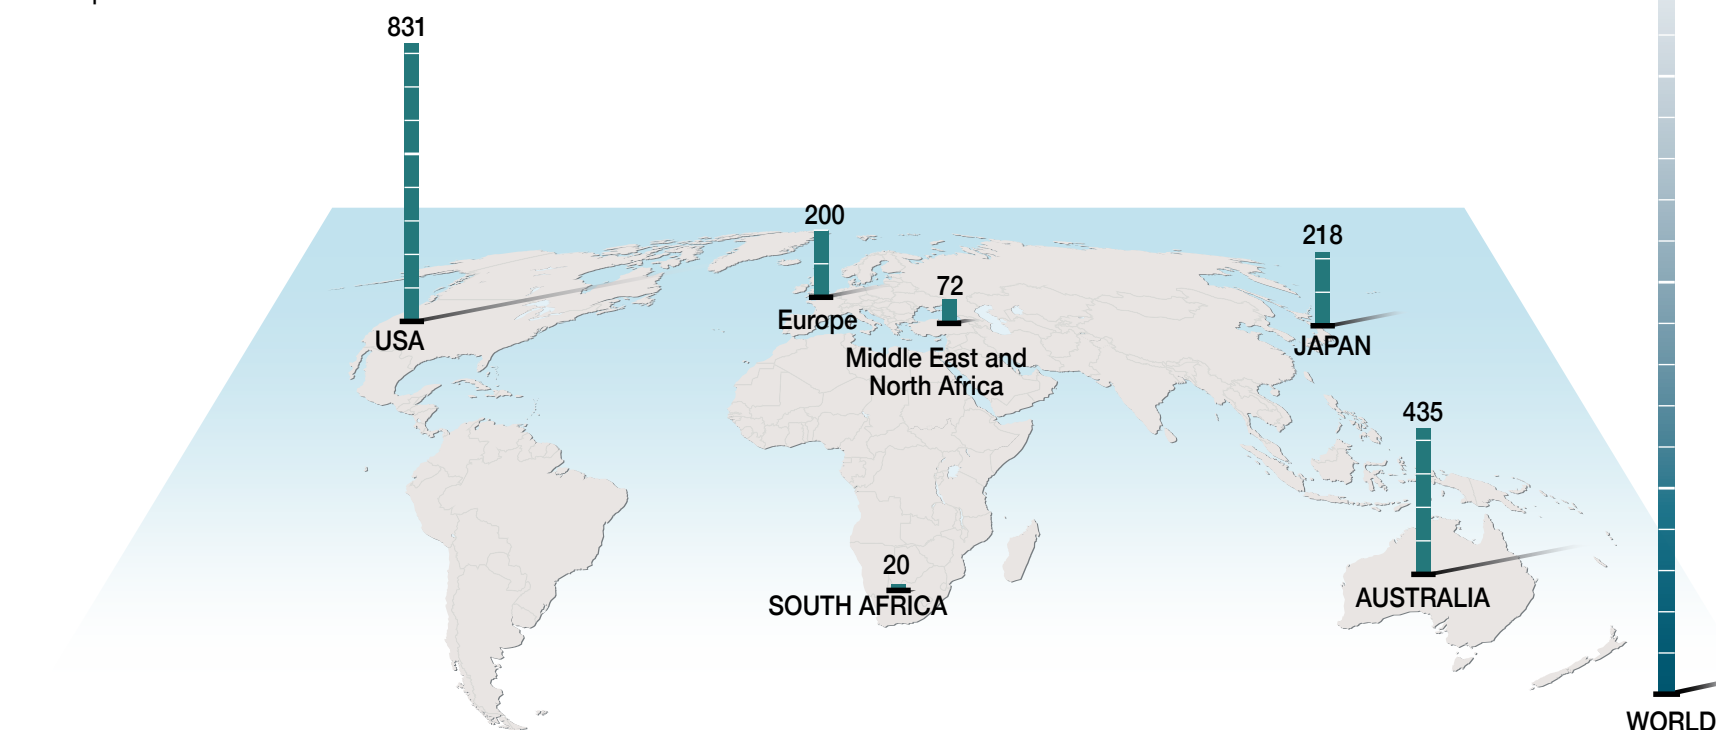 831
200
218
72
USA
Europe
JAPAN
Middle East and
North Africa
435
20
SOUTH AFRICA
AUSTRALIA
WORLD